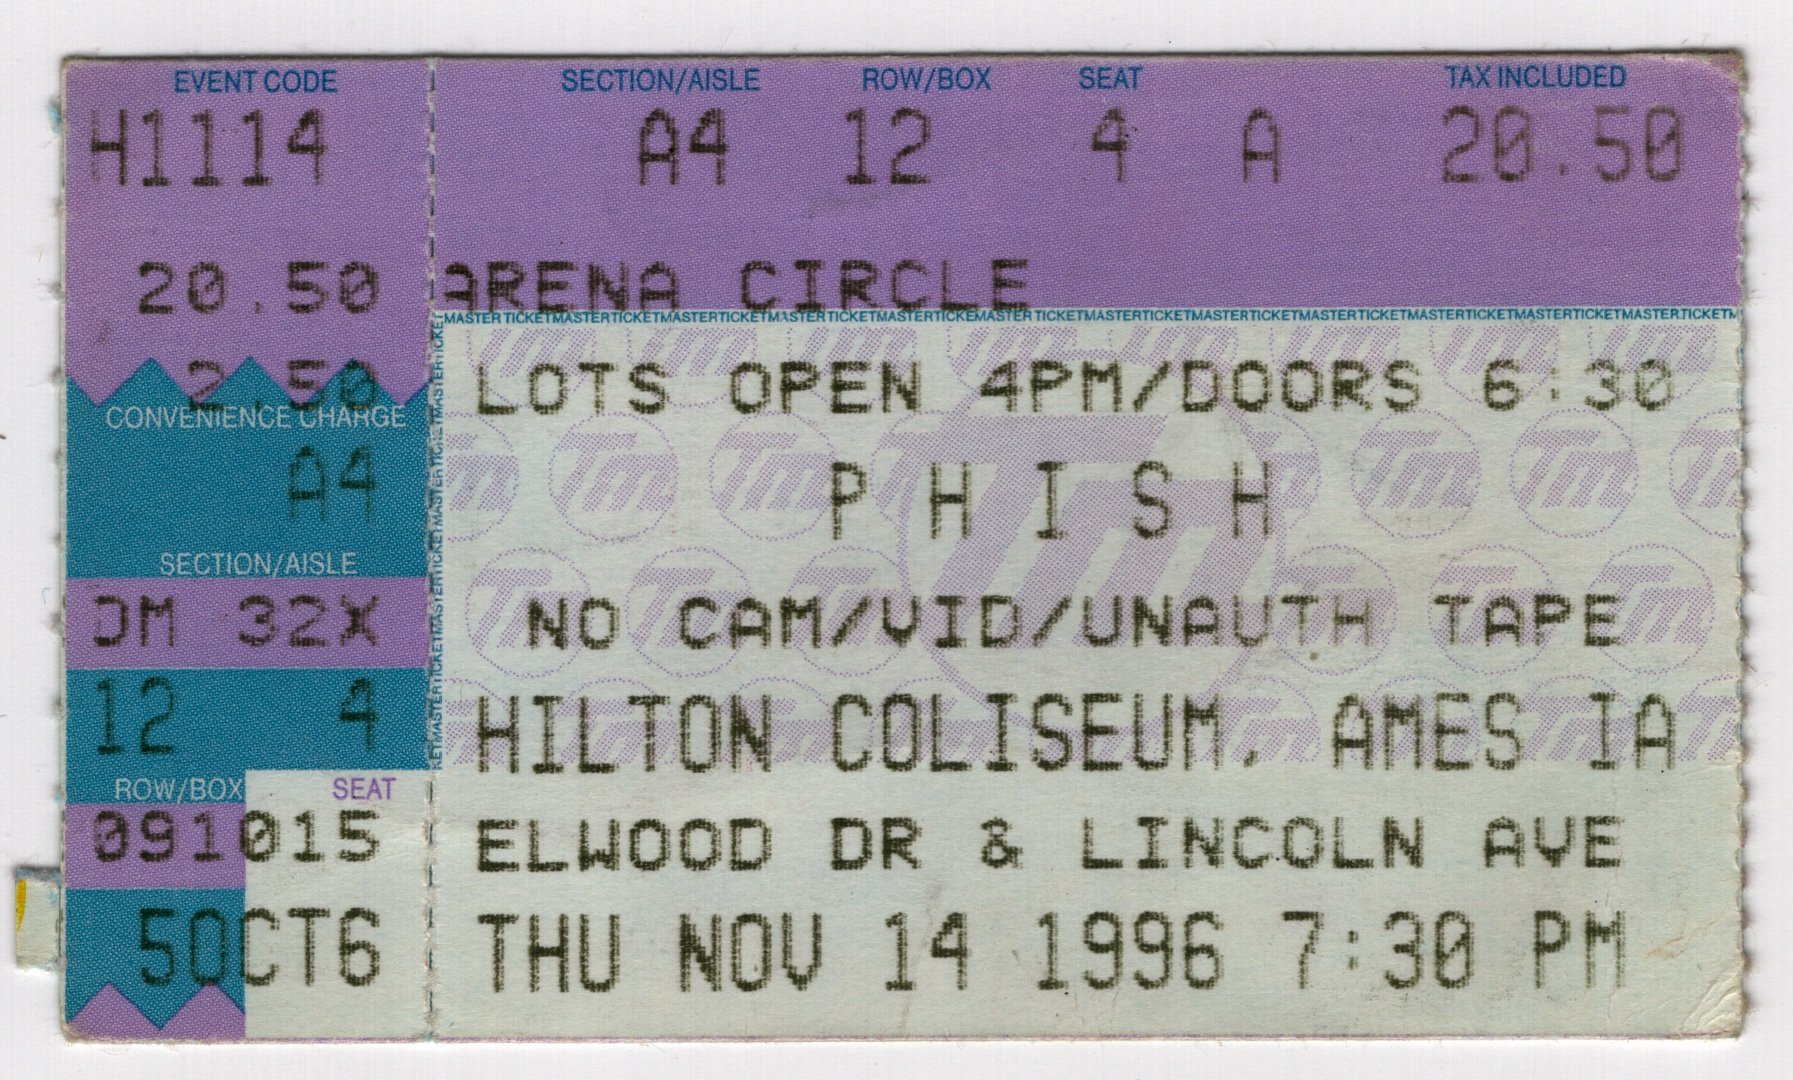 EVENT CODE
H1114
20.50
2.50
CONVENIENCE CHARGE
A4
SECTION/AISLE
OM 32X
12 4
ROW/BOX SEAT
091015
5OCT6
SECTION/AISLE ROW/BOX SEAT TAX INCLUDED
A4 12 4 A 20.50
ARENA CIRCLE
MASTERTICKETMASTERTICKETMASTERTICKETMASTERTICKETMASTERTICKETMASTERTICKETMASTERTICKETMASTERTICKETMASTERTICKETMASTERTICKETMASTERTICKETM
LOTS OPEN 4PM/DOORS 6:30
P H I S H
NO CAM/VID/UNAUTH TAPE
HILTON COLISEUM, AMES IA
ELWOOD DR & LINCOLN AVE
THU NOV 14 1996 7:30 PM